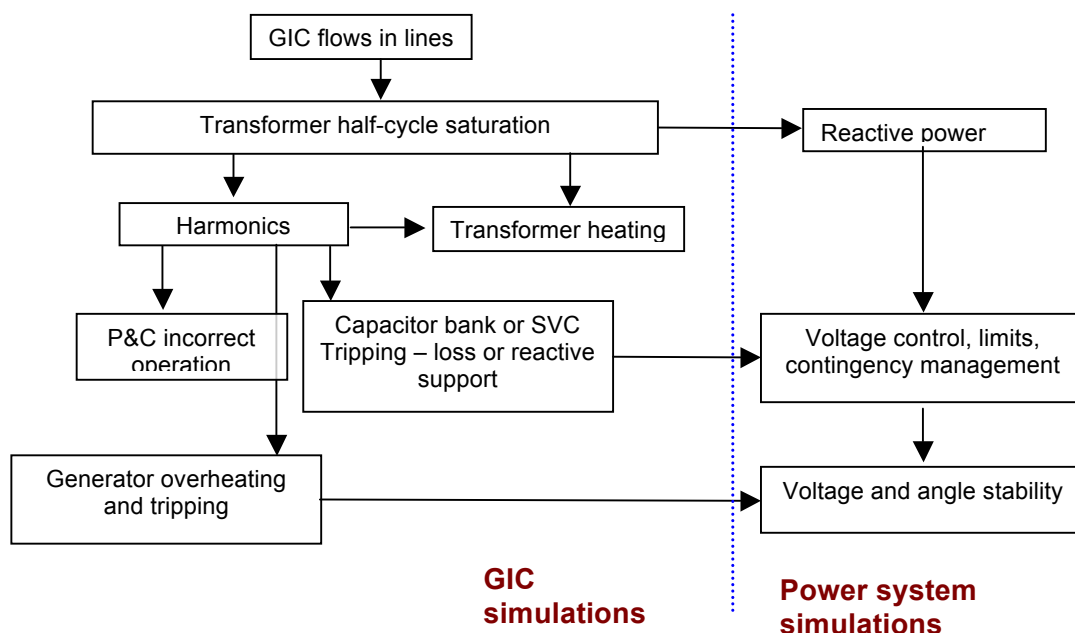 GIC flows in lines
Transformer half-cycle saturation
Reactive power
Harmonics
Transformer heating
P&C incorrect
operation
Capacitor bank or SVC
Tripping – loss or reactive
support
Voltage control, limits,
contingency management
Generator overheating
and tripping
Voltage and angle stability
GIC
simulations
Power system
simulations